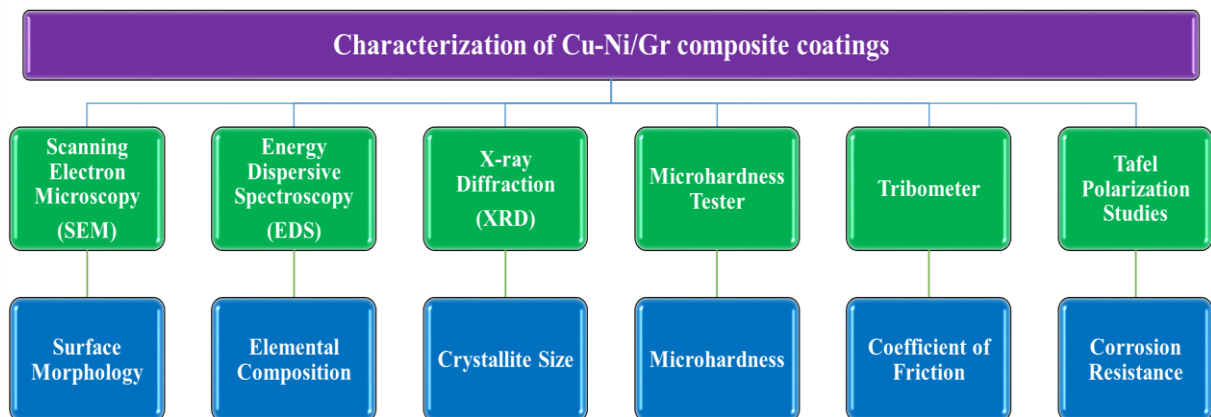 Characterization of Cu-Ni/Gr composite coatings
Scanning
Electron
Microscopy
(SEM)
Energy
Dispersive
Spectroscopy
(EDS)
X-ray
Diffraction
(XRD)
Microhardness
Tester
Tribometer
Tafel
Polarization
Studies
Surface
Morphology
Elemental
Composition
Crystallite Size
Microhardness
Coefficient of
Friction
Corrosion
Resistance